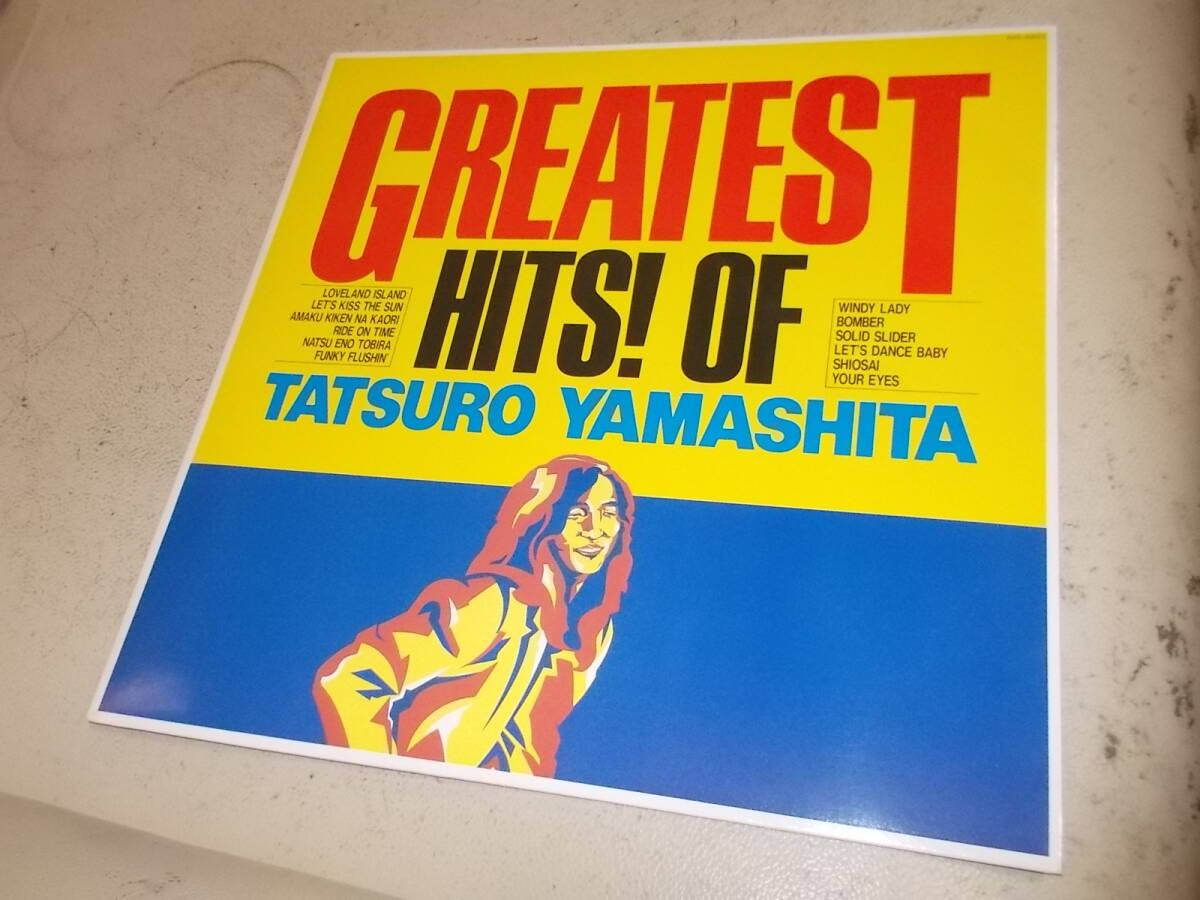 GREATEST
HITS! OF
LOVELAND ISLAND
LET'S KISS THE SUN
AMAKU KIKEN NA KAORI
RIDE ON TIME
NATSU ENO TOBIRA
FUNKY FLUSHIN'
WINDY LADY
BOMBER
SOLID SLIDER
LET'S DANCE BABY
SHIOSAI
YOUR EYES
TATSURO YAMASHITA